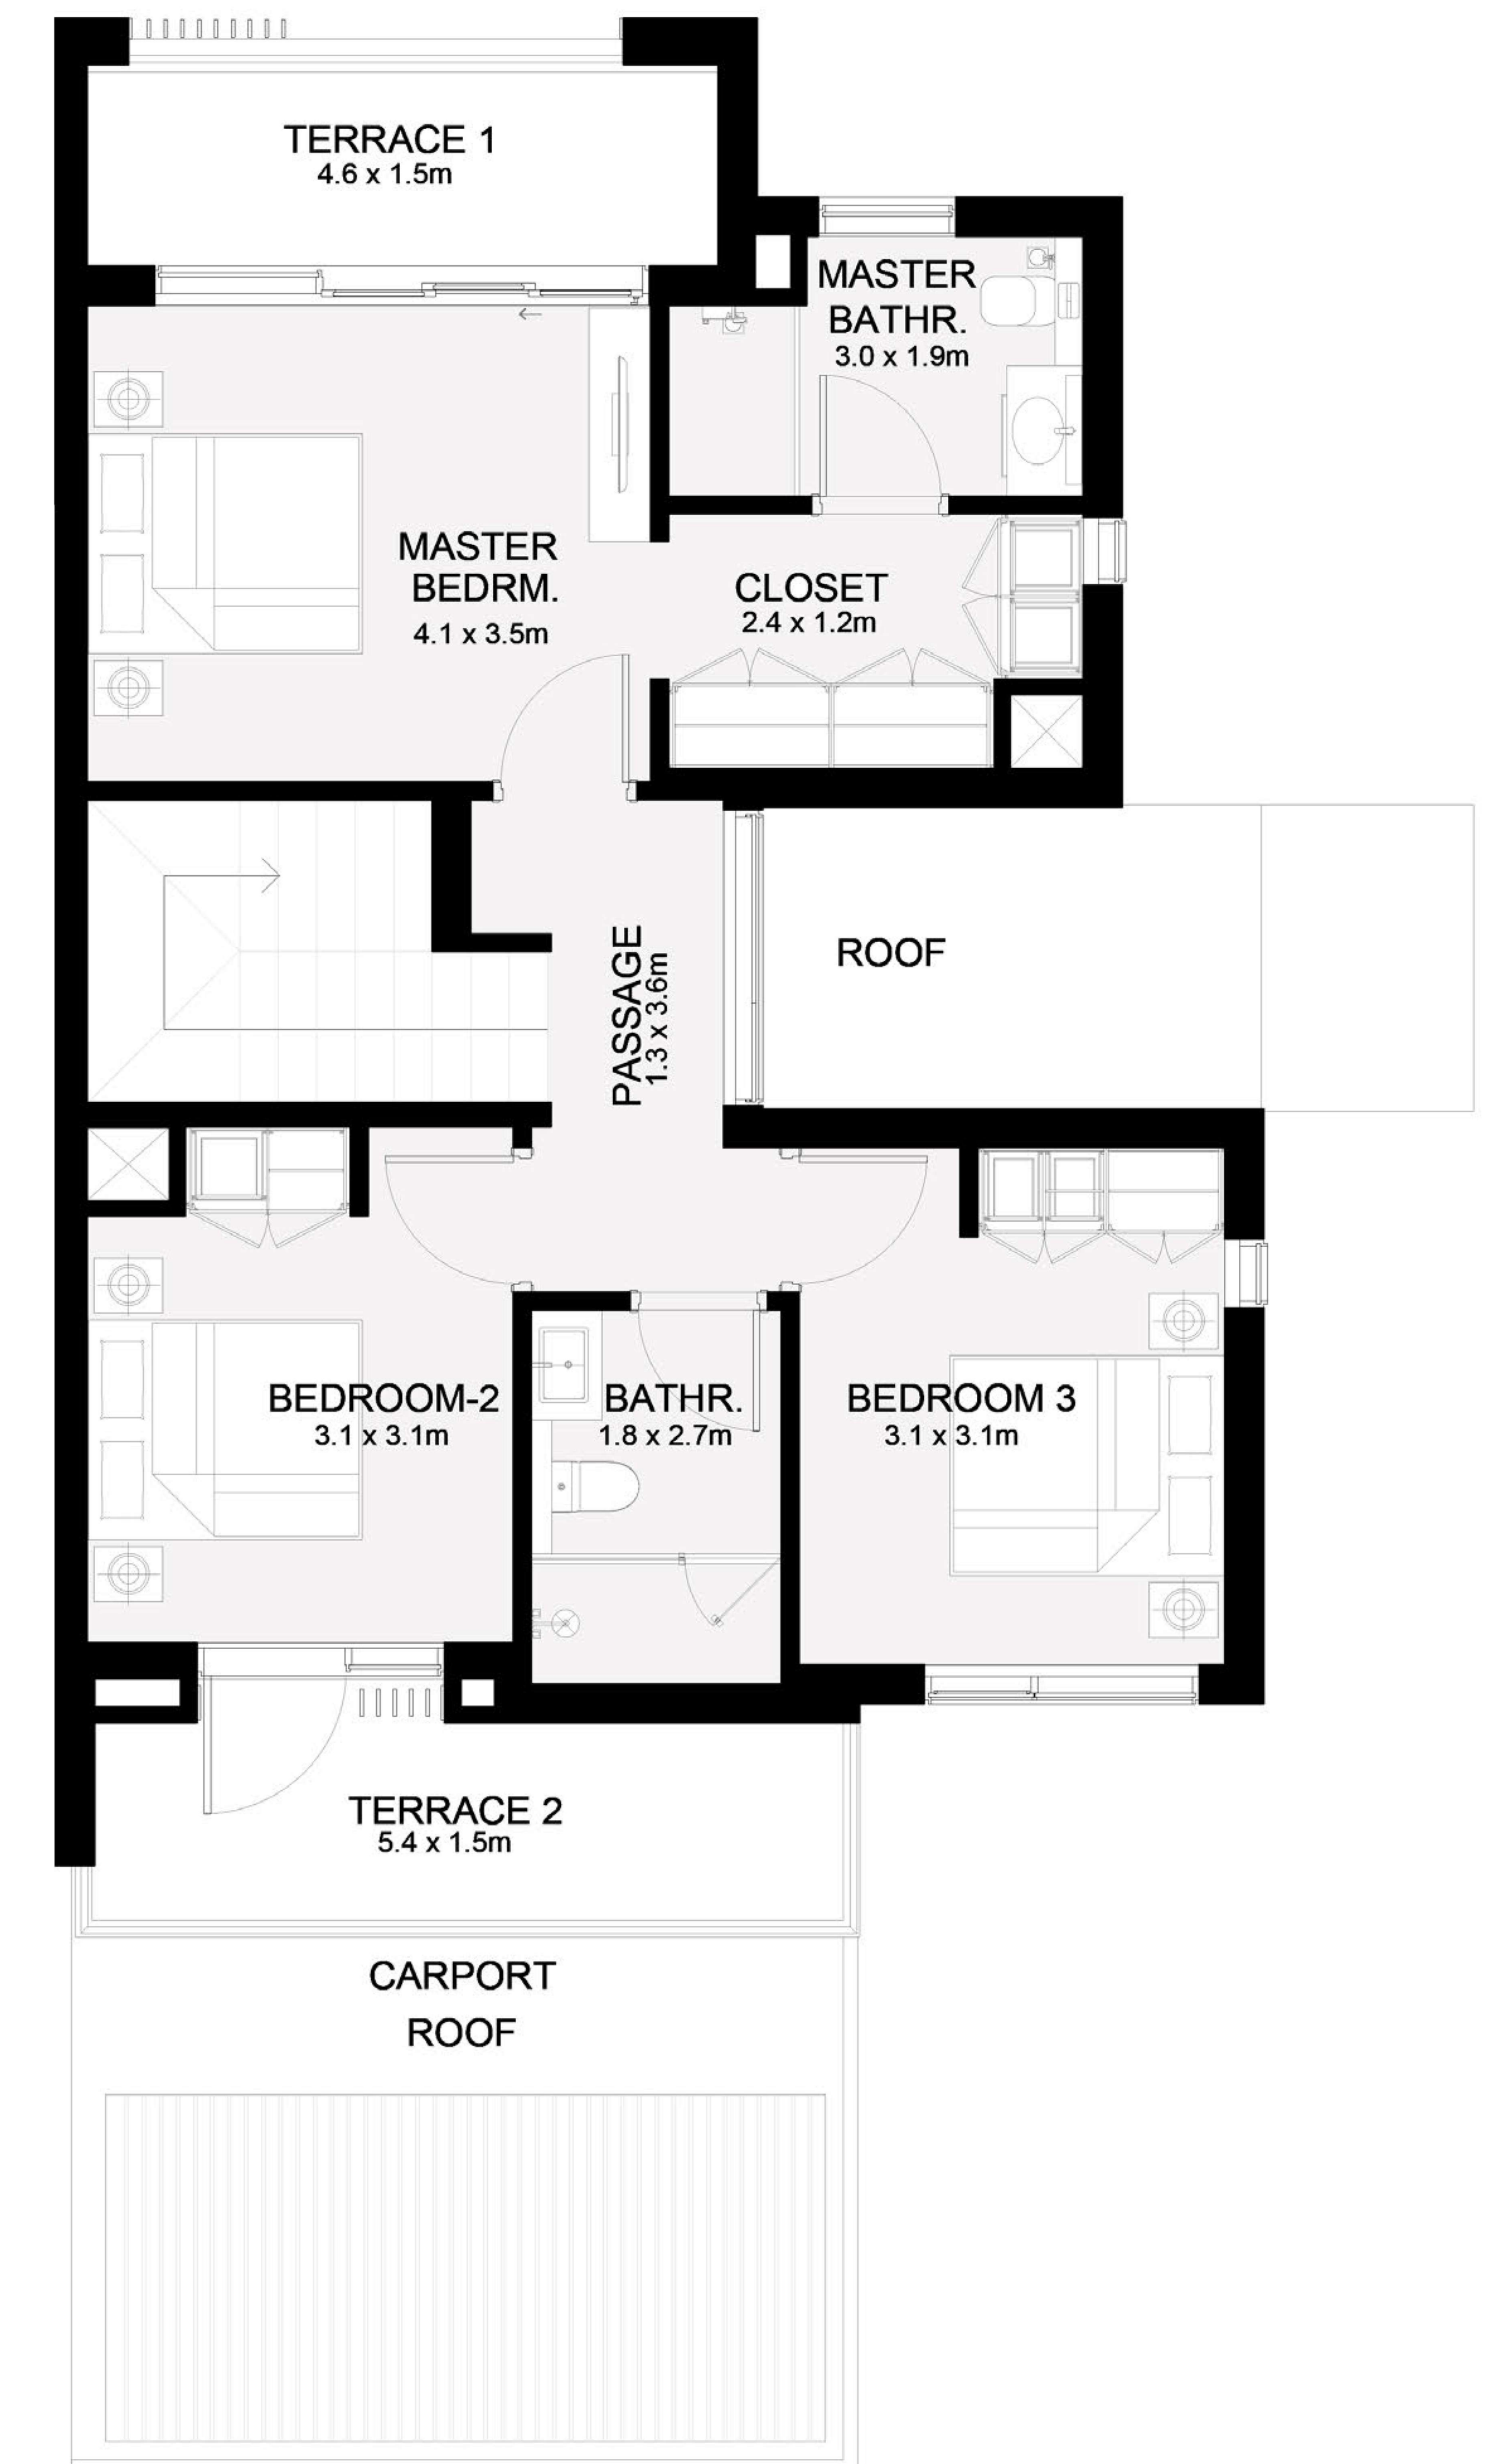 TERRACE 1
4.6 x 1.5m
MASTER
BATHR.
3.0 x 1.9m
MASTER
BEDRM.
4.1 x 3.5m
CLOSET
2.4 x 1.2m
PASSAGE
1.3 x 3.6m
ROOF
BEDROOM-2
3.1 x 3.1m
BATHR.
1.8 x 2.7m
BEDROOM 3
3.1 x 3.1m
TERRACE 2
5.4 x 1.5m
CARPORT
ROOF